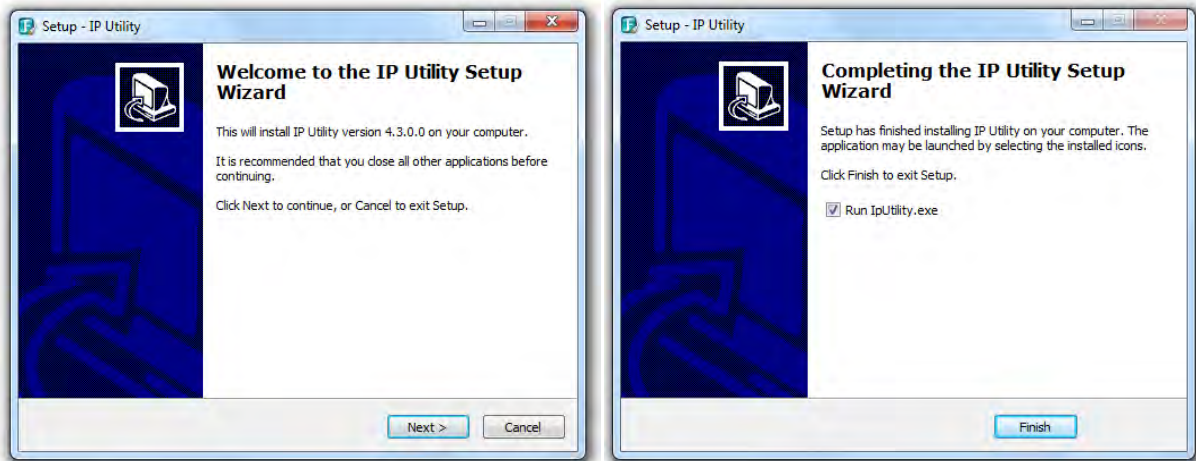 Setup - IP Utility
Welcome to the IP Utility Setup
Wizard
This will install IP Utility version 4.3.0.0 on your computer.
It is recommended that you close all other applications before
continuing.
Click Next to continue, or Cancel to exit Setup.
Next >
Cancel
Setup - IP Utility
Completing the IP Utility Setup
Wizard
Setup has finished installing IP Utility on your computer. The
application may be launched by selecting the installed icons.
Click Finish to exit Setup.
Run IpUtility.exe
Finish